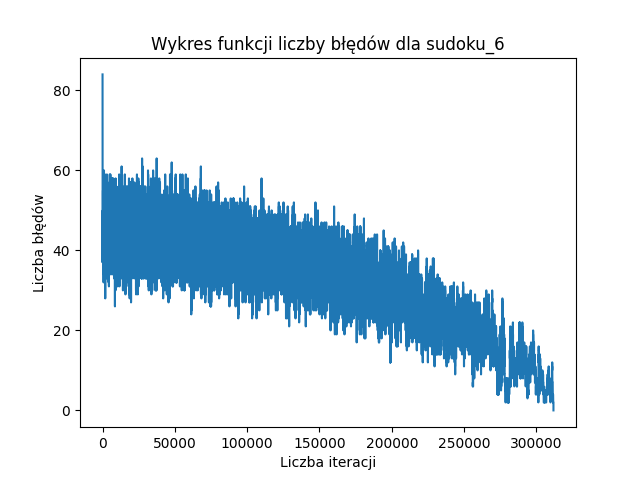 Wykres funkcji liczby błędów dla sudoku_6
Liczba błędów
80
60
40
20
0
0 50000 100000 150000 200000 250000 300000
Liczba iteracji